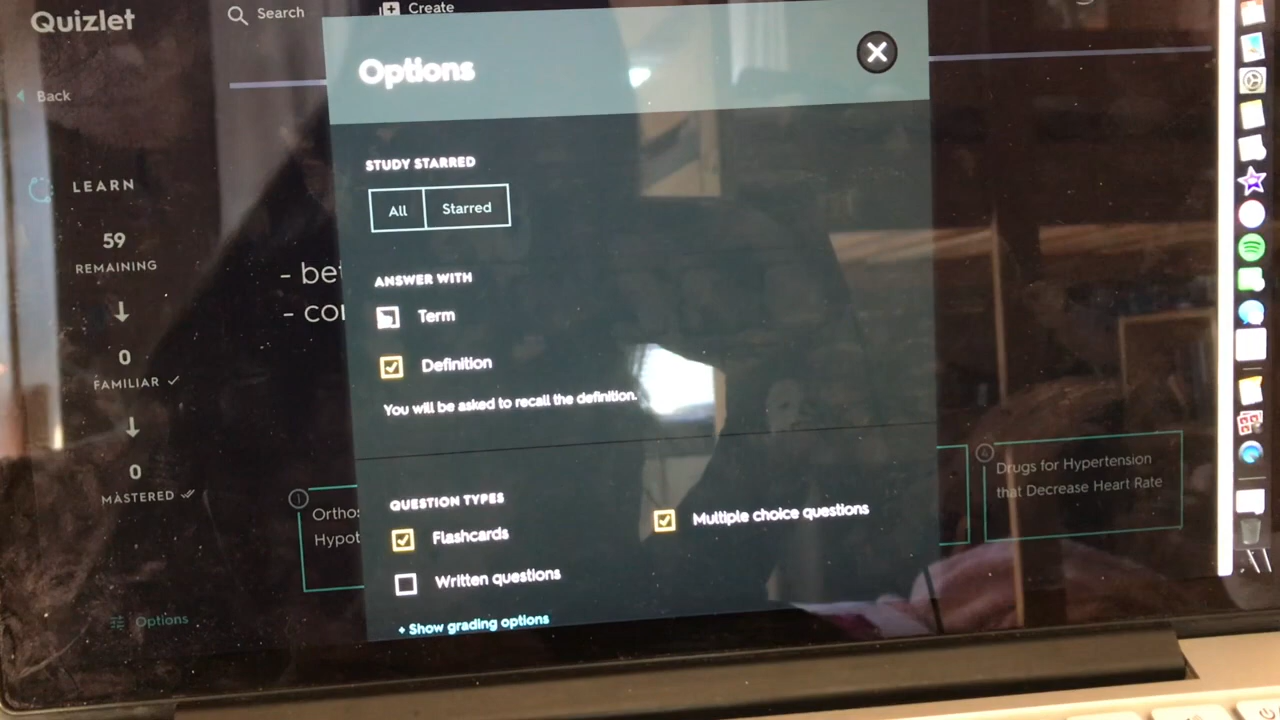 Quizlet
Search
Create
Back
LEARN
59
REMAINING
0
FAMILIAR
0
MASTERED
Options
Options
STUDY STARRED
All Starred
ANSWER WITH
Term
Definition
You will be asked to recall the definition.
QUESTION TYPES
Flashcards
Multiple choice questions
Written questions
+ Show grading options
1
4
Drugs for Hypertension
that Decrease Heart Rate